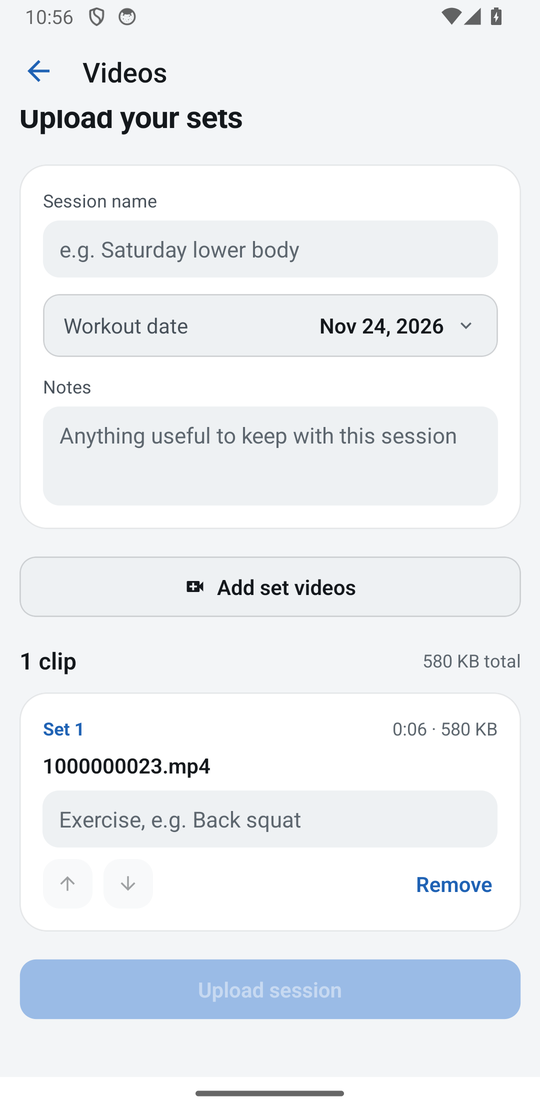 10:56
Videos
Upload your sets
Session name
e.g. Saturday lower body
Workout date Nov 24, 2026
Notes
Anything useful to keep with this session
Add set videos
1 clip 580 KB total
Set 1 0:06 · 580 KB
1000000023.mp4
Exercise, e.g. Back squat
Remove
Upload session